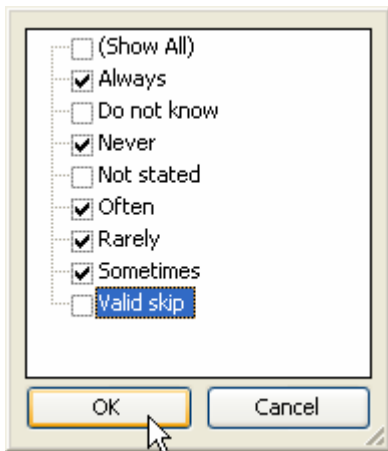 (Show All)
Always
Do not know
Never
Not stated
Often
Rarely
Sometimes
Valid skip
OK Cancel